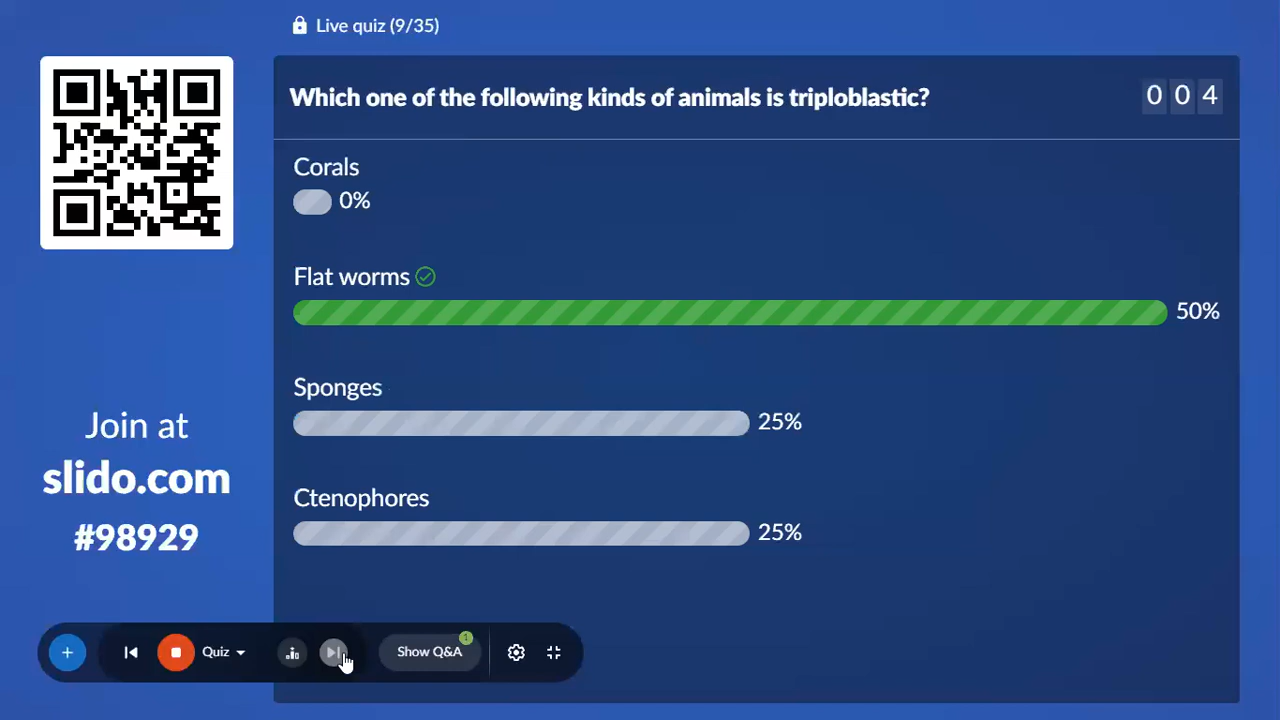 Live quiz (9/35)
Which one of the following kinds of animals is triploblastic?
0 0 4
Corals
0%
Flat worms
50%
Sponges
25%
Ctenophores
25%
Join at
slido.com
#98929
Quiz
Show Q&A
1